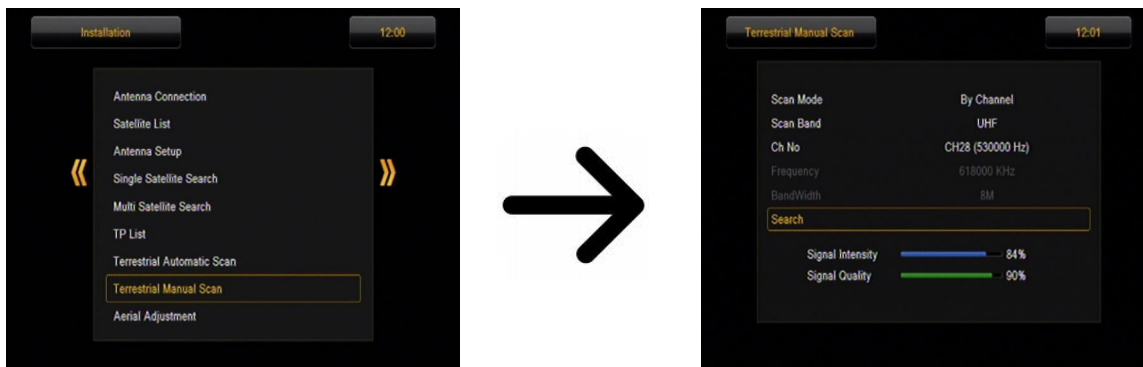 Installation
12:00
Antenna Connection
Satellite List
Antenna Setup
Single Satellite Search
Multi Satellite Search
TP List
Terrestrial Automatic Scan
Terrestrial Manual Scan
Aerial Adjustment
Terrestrial Manual Scan
12:01
Scan Mode By Channel
Scan Band UHF
Ch No CH28 (530000 Hz)
Frequency 618000 KHz
BandWidth 8M
Search
Signal Intensity 84%
Signal Quality 90%